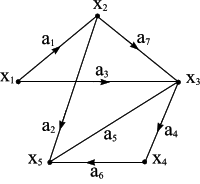 x₂
a₁ a₇
x₁ a₃ x₃
a₂ a₅ a₄
x₅ a₆ x₄